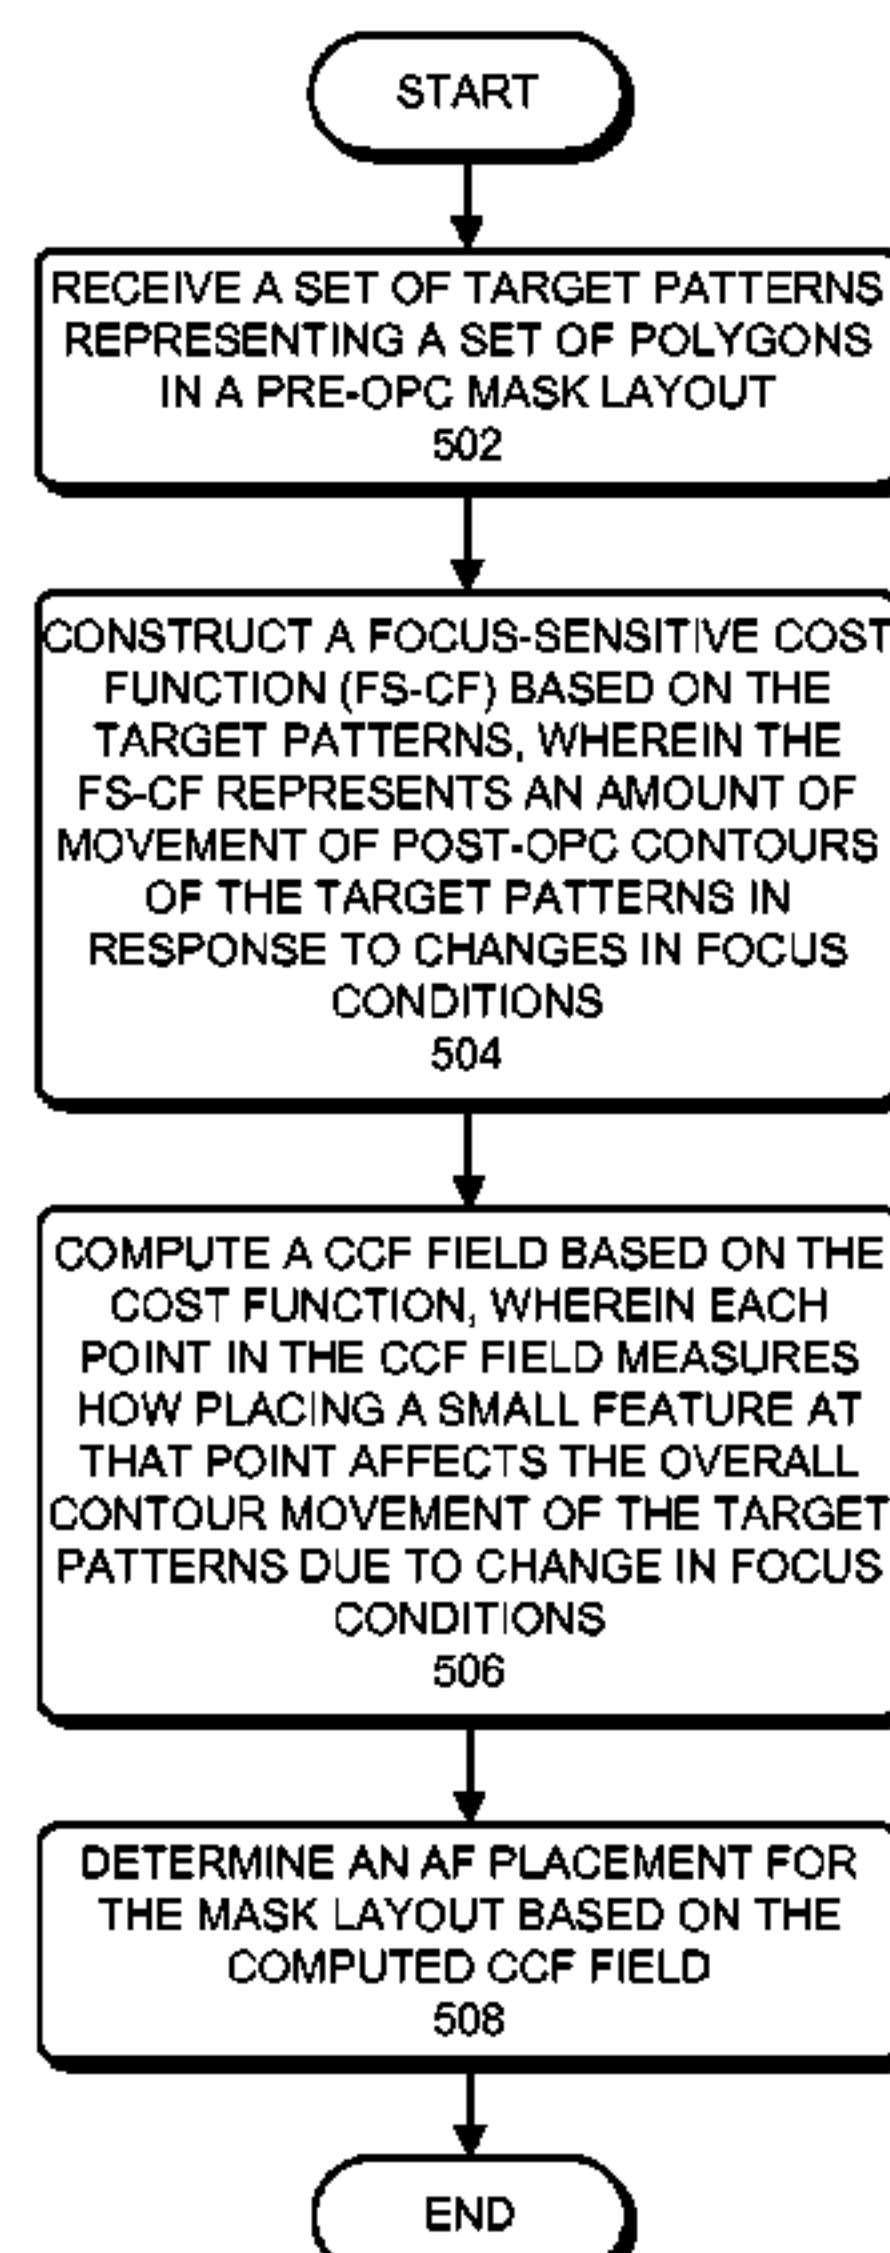 START
RECEIVE A SET OF TARGET PATTERNS
REPRESENTING A SET OF POLYGONS
IN A PRE-OPC MASK LAYOUT
502
CONSTRUCT A FOCUS-SENSITIVE COST
FUNCTION (FS-CF) BASED ON THE
TARGET PATTERNS, WHEREIN THE
FS-CF REPRESENTS AN AMOUNT OF
MOVEMENT OF POST-OPC CONTOURS
OF THE TARGET PATTERNS IN
RESPONSE TO CHANGES IN FOCUS
CONDITIONS
504
COMPUTE A CCF FIELD BASED ON THE
COST FUNCTION, WHEREIN EACH
POINT IN THE CCF FIELD MEASURES
HOW PLACING A SMALL FEATURE AT
THAT POINT AFFECTS THE OVERALL
CONTOUR MOVEMENT OF THE TARGET
PATTERNS DUE TO CHANGE IN FOCUS
CONDITIONS
506
DETERMINE AN AF PLACEMENT FOR
THE MASK LAYOUT BASED ON THE
COMPUTED CCF FIELD
508
END